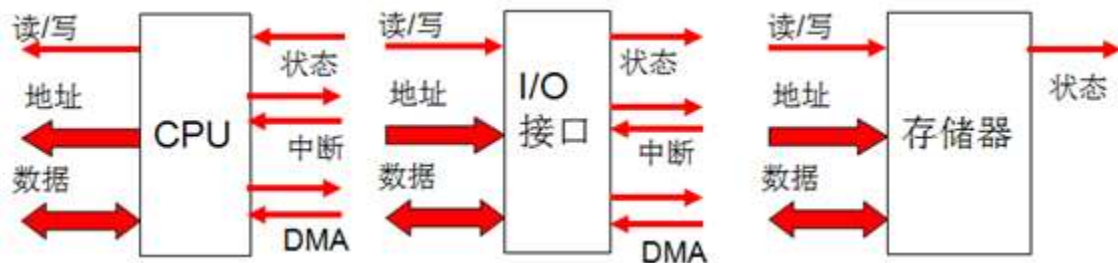 读/写
状态
地址
CPU
中断
数据
DMA
读/写
状态
I/O
接口
地址
中断
数据
DMA
读/写
状态
地址
存储器
数据